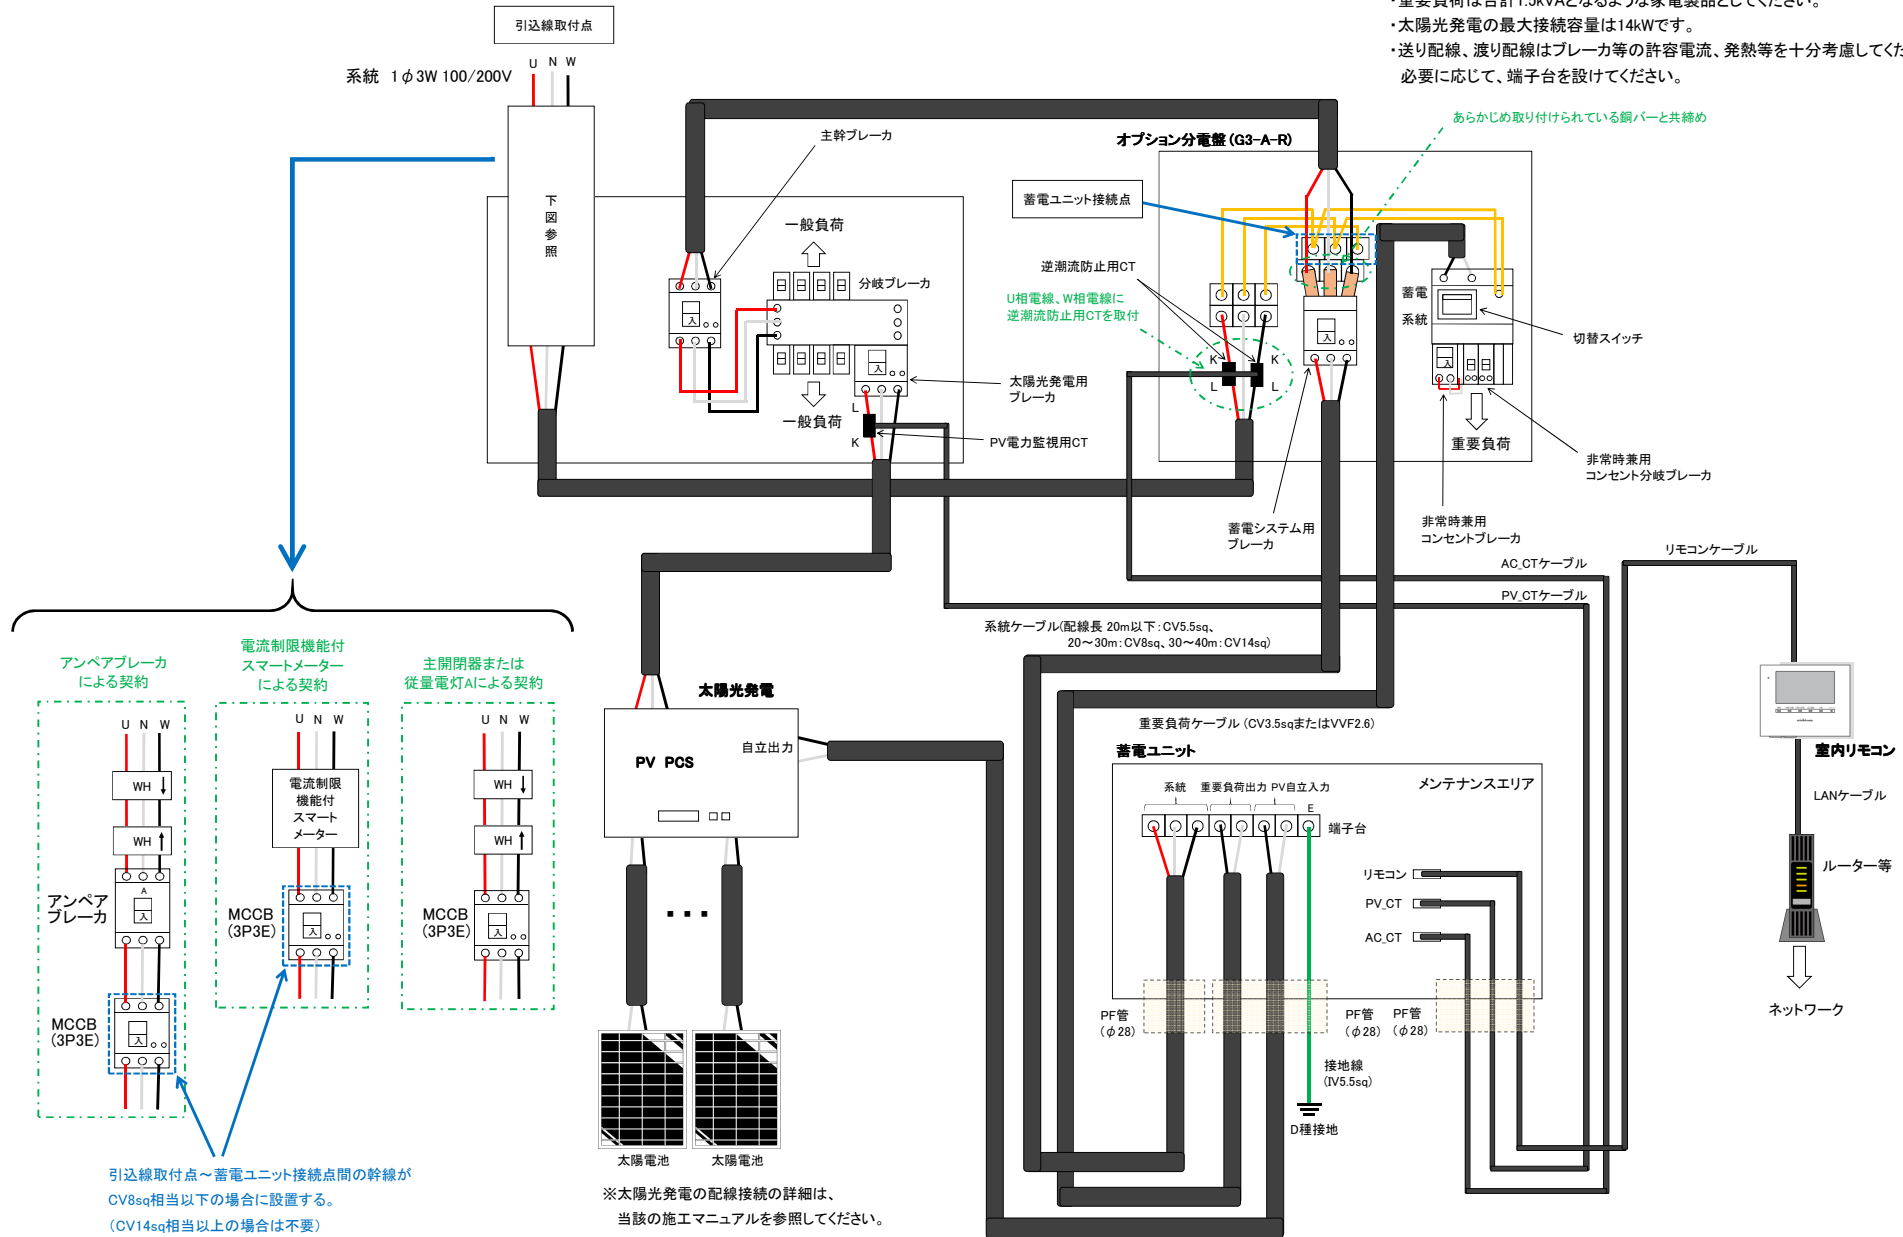 ・重要負荷は合計1.5kVAとなるような家電製品としてください。
・太陽光発電の最大接続容量は14kWです。
・送り配線、渡り配線はブレーカ等の許容電流、発熱等を十分考慮してくだ
必要に応じて、端子台を設けてください。
引込線取付点
系統 1φ3W 100/200V
U N W
下図参照
主幹ブレーカ
一般負荷
分岐ブレーカ
入
入
一般負荷
太陽光発電用
ブレーカ
L
K
PV電力監視用CT
オプション分電盤(G3-A-R)
あらかじめ取り付けられている銅バーと共締め
蓄電ユニット接続点
逆潮流防止用CT
U相電線、W相電線に
逆潮流防止用CTを取付
K K
L L
入
蓄電
系統
入
切替スイッチ
重要負荷
非常時兼用
コンセント分岐ブレーカ
非常時兼用
コンセントブレーカ
蓄電システム用
ブレーカ
AC_CTケーブル
PV_CTケーブル
リモコンケーブル
系統ケーブル(配線長 20m以下:CV5.5sq、
20~30m:CV8sq、30~40m:CV14sq)
重要負荷ケーブル (CV3.5sqまたはVVF2.6)
アンペアブレーカ
による契約
U N W
WH
WH
A
入
アンペア
ブレーカ
MCCB
(3P3E)
入
電流制限機能付
スマートメーター
による契約
U N W
電流制限
機能付
スマート
メーター
MCCB
(3P3E)
入
主開閉器または
従量電灯Aによる契約
U N W
WH
WH
MCCB
(3P3E)
入
引込線取付点~蓄電ユニット接続点間の幹線が
CV8sq相当以下の場合に設置する。
(CV14sq相当以上の場合は不要)
太陽光発電
PV PCS
自立出力
・・・
太陽電池
太陽電池
※太陽光発電の配線接続の詳細は、
当該の施工マニュアルを参照してください。
蓄電ユニット
メンテナンスエリア
系統 重要負荷出力 PV自立入力
E
端子台
リモコン
PV_CT
AC_CT
PF管
(φ28)
PF管
(φ28)
PF管
(φ28)
接地線
(IV5.5sq)
D種接地
室内リモコン
LANケーブル
ルーター等
ネットワーク